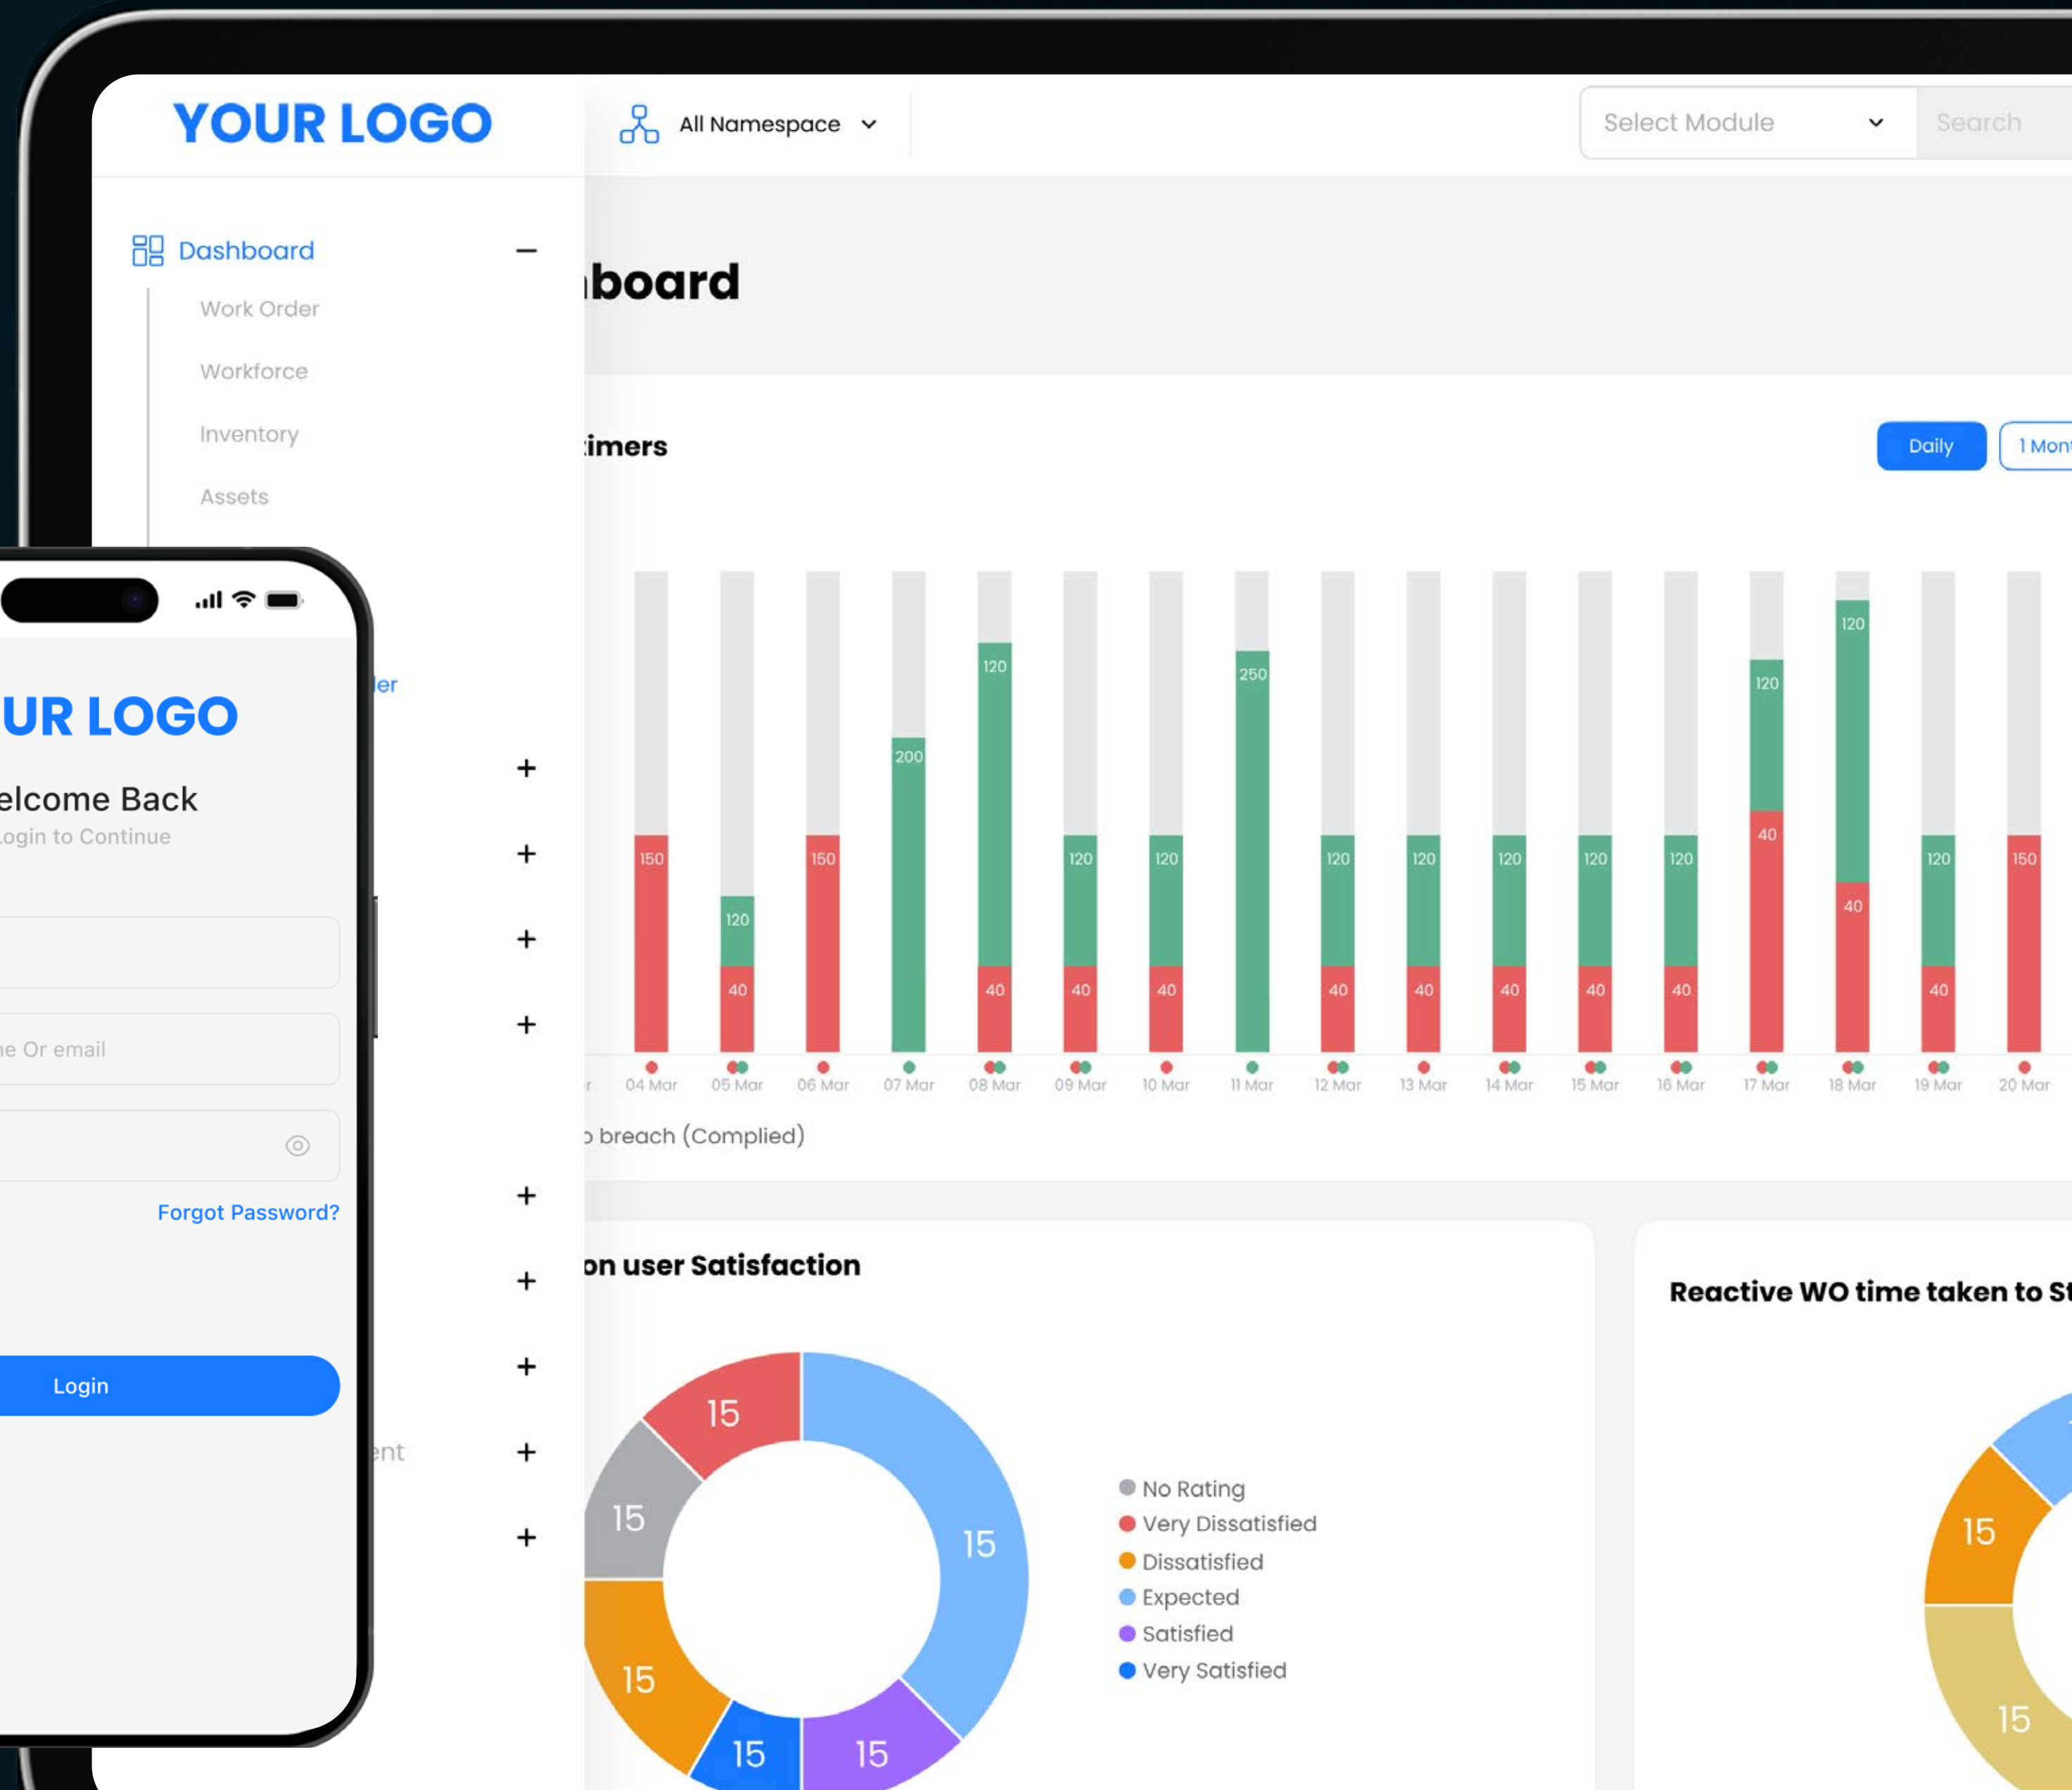 YOUR LOGO
All Namespace
Select Module
Search
Dashboard
Work Order
Workforce
Inventory
Assets
board
timers
Daily
1 Mon
120
120
250
120
200
150
120
150
120
120
120
120
120
120
120
40
40
120
150
40
40
40
40
40
40
40
40
40
40
04 Mar
05 Mar
06 Mar
07 Mar
08 Mar
09 Mar
10 Mar
11 Mar
12 Mar
13 Mar
14 Mar
15 Mar
16 Mar
17 Mar
18 Mar
19 Mar
20 Mar
breach (Complied)
on user Satisfaction
15
15
15
15
15
15
No Rating
Very Dissatisfied
Dissatisfied
Expected
Satisfied
Very Satisfied
Reactive WO time taken to St
15
15
UR LOGO
elcome Back
ogin to Continue
e Or email
Forgot Password?
Login
er
ent